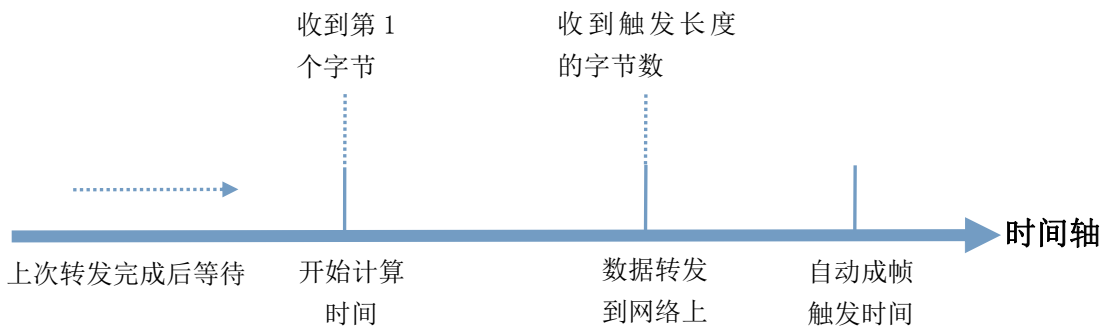 收到第 1
个字节
收到触发长度
的字节数
时间轴
上次转发完成后等待
开始计算
时间
数据转发
到网络上
自动成帧
触发时间